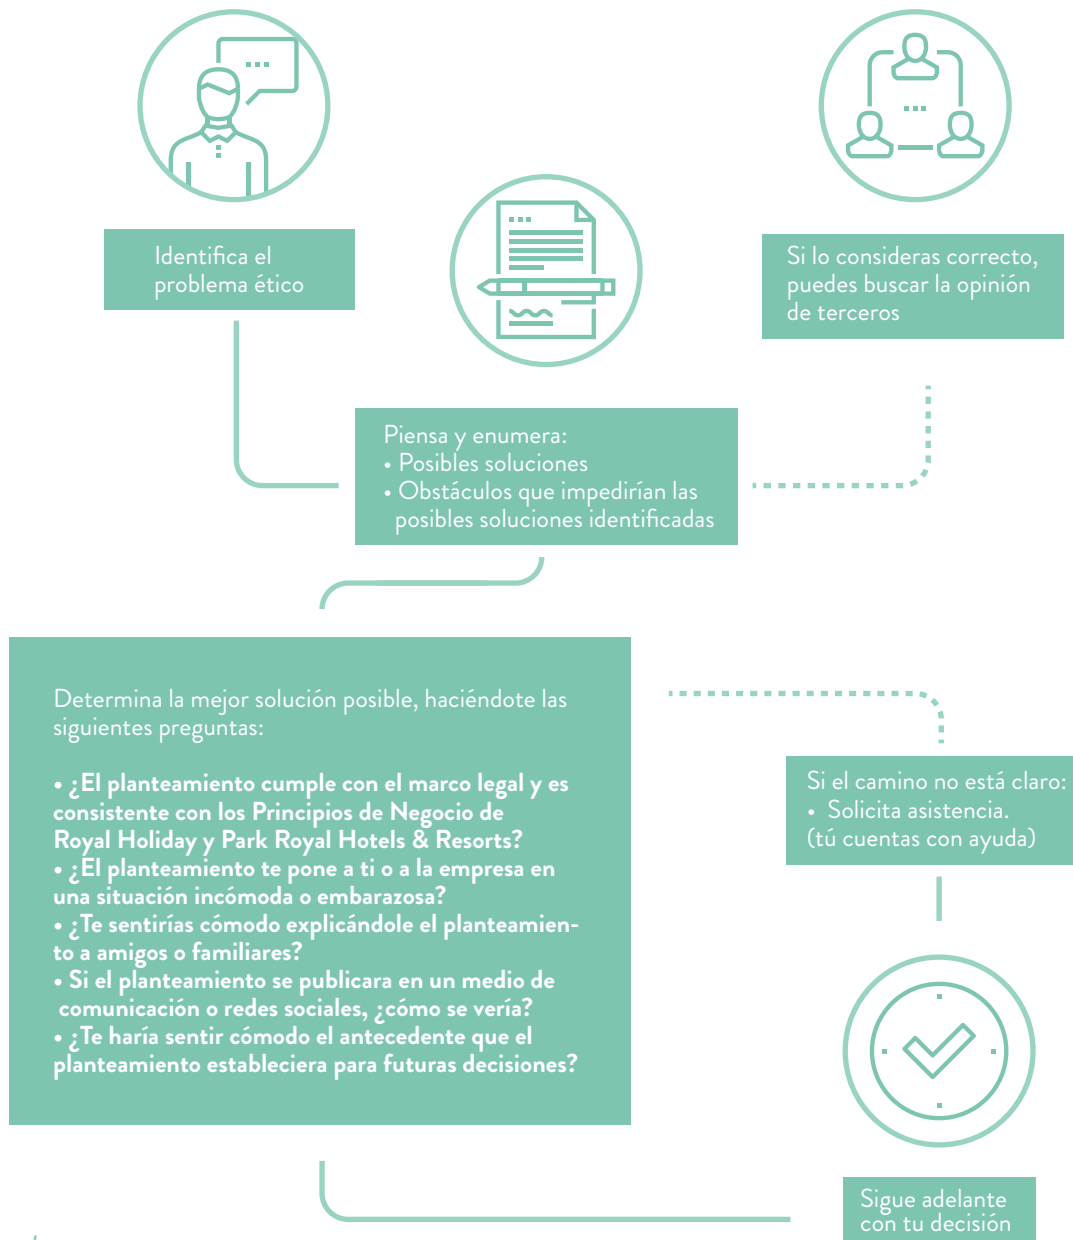 Identifica el
problema ético
Si lo consideras correcto,
puedes buscar la opinión
de terceros
Piensa y enumera:
• Posibles soluciones
• Obstáculos que impedirían las
posibles soluciones identificadas
Determina la mejor solución posible, haciéndote las
siguientes preguntas:
• ¿El planteamiento cumple con el marco legal y es
consistente con los Principios de Negocio de
Royal Holiday y Park Royal Hotels & Resorts?
• ¿El planteamiento te pone a ti o a la empresa en
una situación incómoda o embarazosa?
• ¿Te sentirías cómodo explicándole el planteamien-
to a amigos o familiares?
• Si el planteamiento se publicara en un medio de
comunicación o redes sociales, ¿cómo se vería?
• ¿Te haría sentir cómodo el antecedente que el
planteamiento estableciera para futuras decisiones?
Si el camino no está claro:
• Solicita asistencia.
(tú cuentas con ayuda)
Sigue adelante
con tu decisión